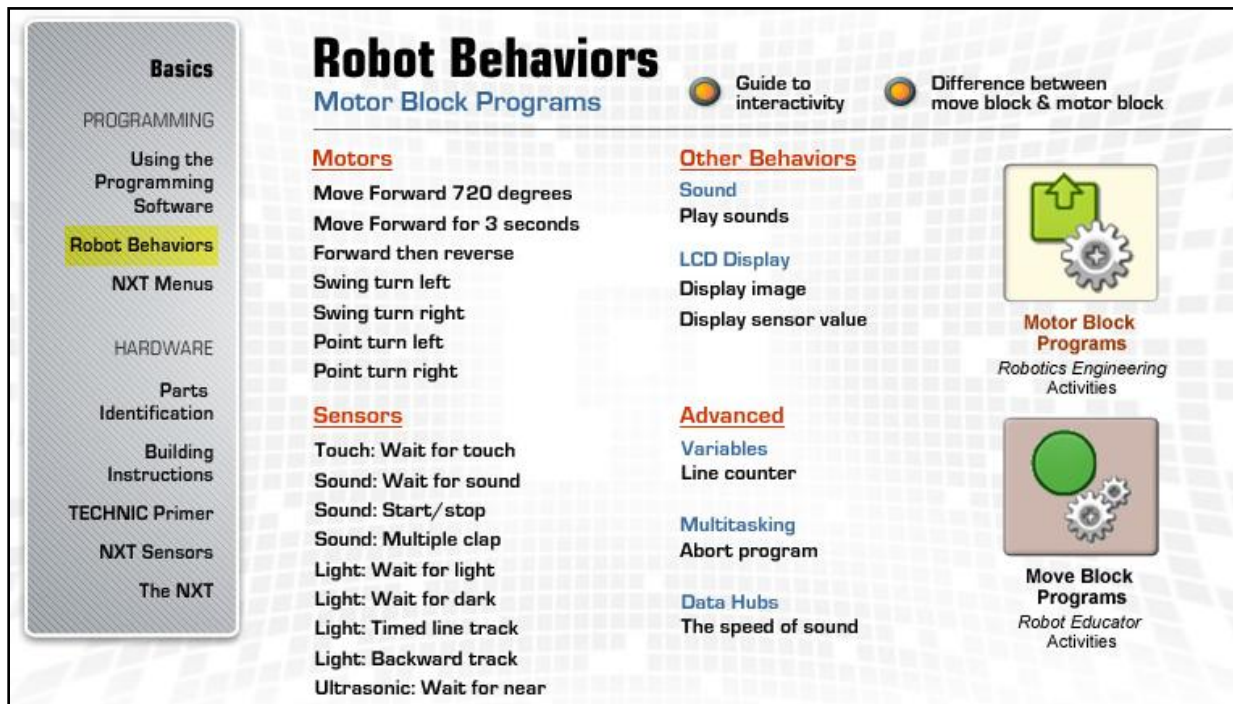 Basics
PROGRAMMING
Using the
Programming
Software
Robot Behaviors
NXT Menus
HARDWARE
Parts
Identification
Building
Instructions
TECHNIC Primer
NXT Sensors
The NXT
Robot Behaviors
Motor Block Programs
Guide to
interactivity
Difference between
move block & motor block
Motors
Move Forward 720 degrees
Move Forward for 3 seconds
Forward then reverse
Swing turn left
Swing turn right
Point turn left
Point turn right
Sensors
Touch: Wait for touch
Sound: Wait for sound
Sound: Start/stop
Sound: Multiple clap
Light: Wait for light
Light: Wait for dark
Light: Timed line track
Light: Backward track
Ultrasonic: Wait for near
Other Behaviors
Sound
Play sounds
LCD Display
Display image
Display sensor value
Advanced
Variables
Line counter
Multitasking
Abort program
Data Hubs
The speed of sound
Motor Block
Programs
Robotics Engineering
Activities
Move Block
Programs
Robot Educator
Activities